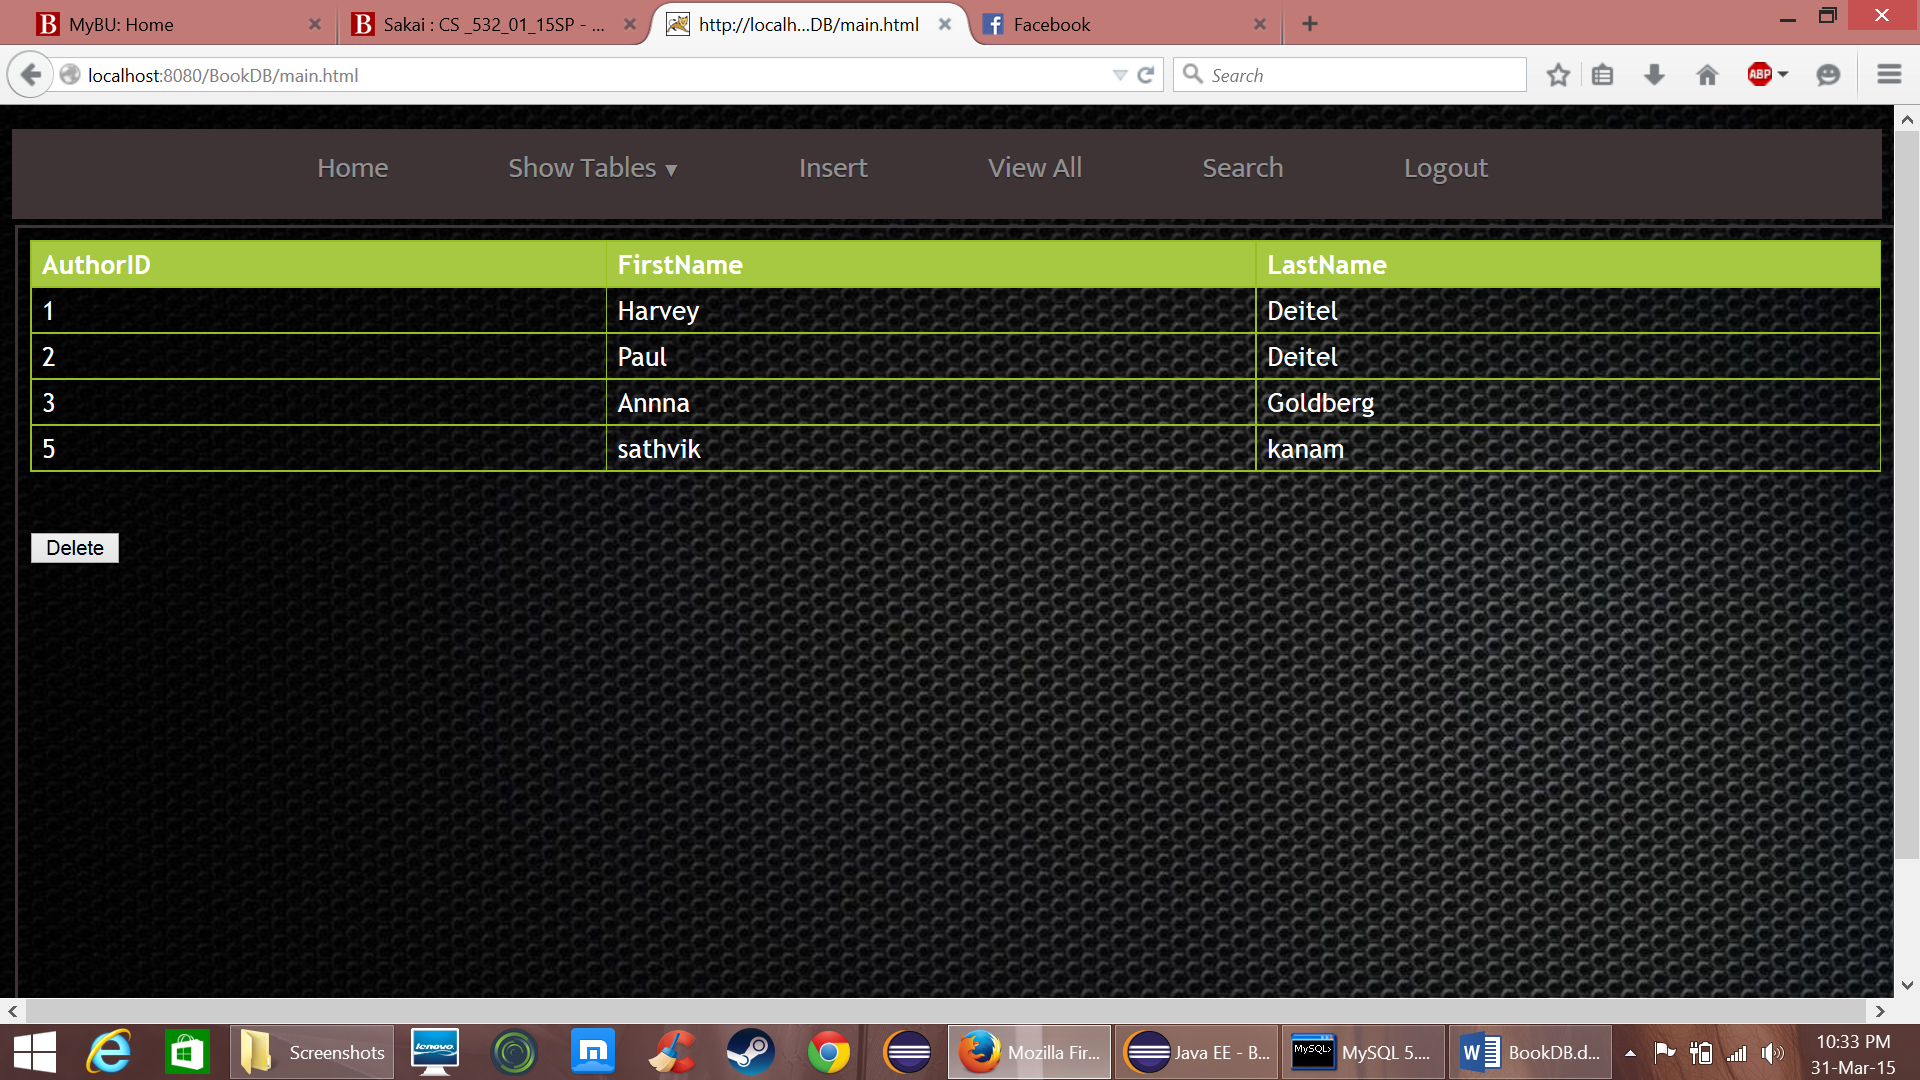 MyBU: Home
Sakai : CS _532_01_15SP - ...
http://localh...DB/main.html
Facebook
localhost:8080/BookDB/main.html
Search
ABP
Home
Show Tables ▾
Insert
View All
Search
Logout
AuthorID FirstName LastName
1 Harvey Deitel
2 Paul Deitel
3 Annna Goldberg
5 sathvik kanam
Delete
Screenshots
lenovo
Mozilla Fir...
Java EE - B...
MySQL>
MySQL 5....
BookDB.d...
10:33 PM
31-Mar-15